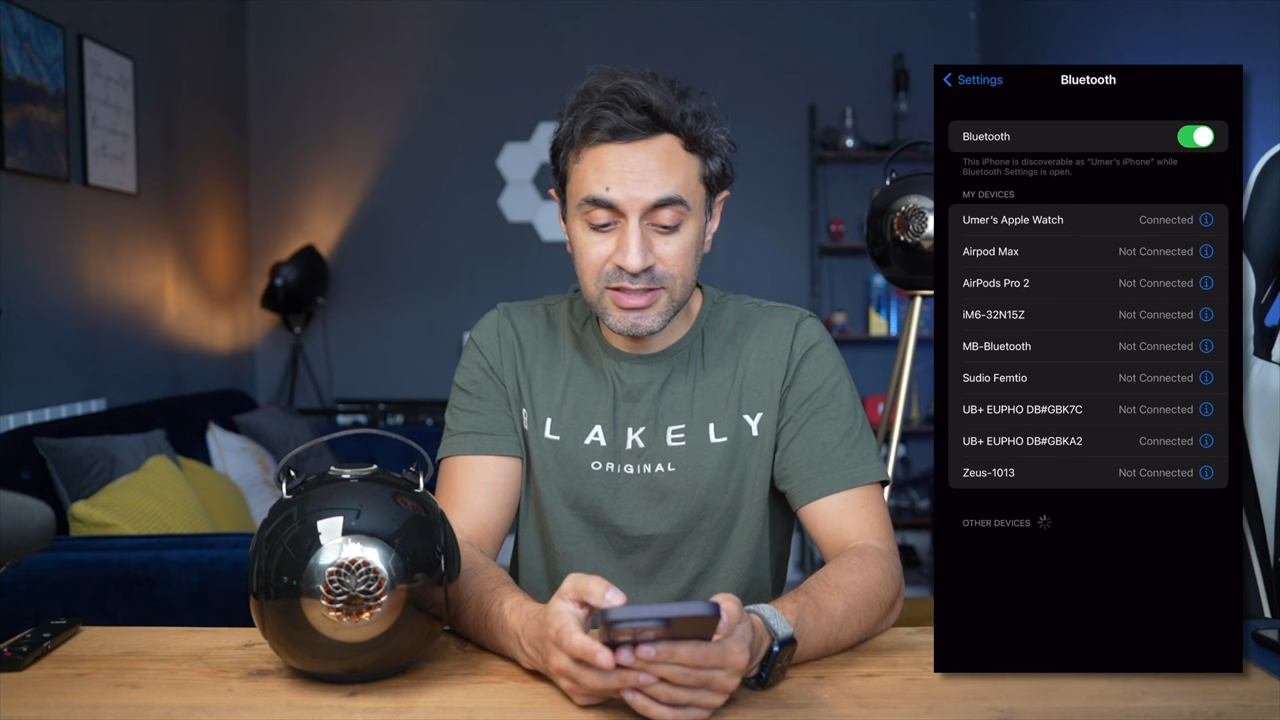 BLAKELY
ORIGINAL
Settings
Bluetooth
Bluetooth
This iPhone is discoverable as “Umer’s iPhone” while
Bluetooth Settings is open.
MY DEVICES
Umer’s Apple Watch Connected
Airpod Max Not Connected
AirPods Pro 2 Not Connected
iM6-32N15Z Not Connected
MB-Bluetooth Not Connected
Sudio Femtio Not Connected
UB+ EUPHO DB#GBK7C Not Connected
UB+ EUPHO DB#GBKA2 Connected
Zeus-1013 Not Connected
OTHER DEVICES